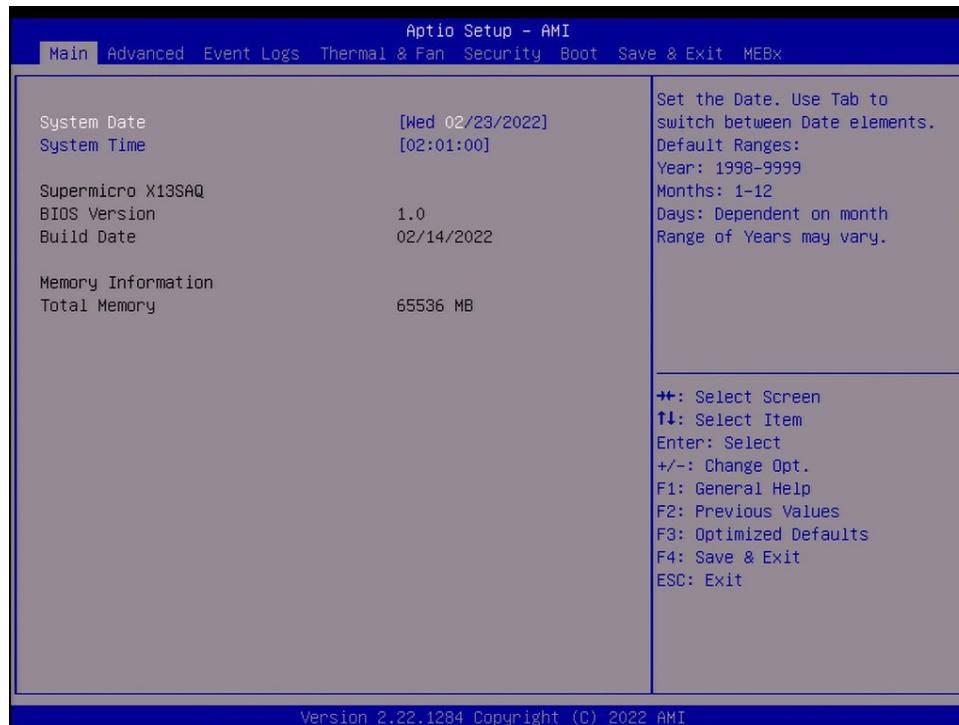 Aptio Setup – AMI
Main Advanced Event Logs Thermal & Fan Security Boot Save & Exit MEBx
System Date [Wed 02/23/2022]
System Time [02:01:00]
Supermicro X13SAQ
BIOS Version 1.0
Build Date 02/14/2022
Memory Information
Total Memory 65536 MB
Set the Date. Use Tab to
switch between Date elements.
Default Ranges:
Year: 1998-9999
Months: 1-12
Days: Dependent on month
Range of Years may vary.
→←: Select Screen
↑↓: Select Item
Enter: Select
+/-: Change Opt.
F1: General Help
F2: Previous Values
F3: Optimized Defaults
F4: Save & Exit
ESC: Exit
Version 2.22.1284 Copyright (C) 2022 AMI